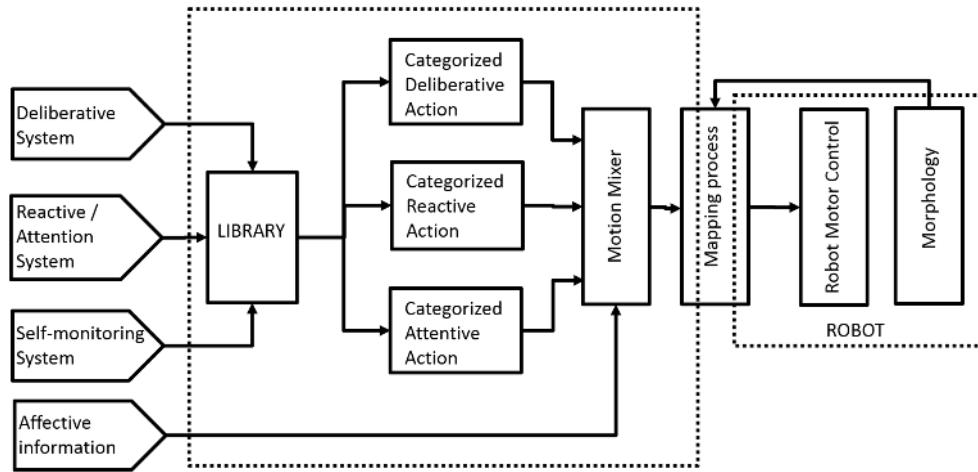 Deliberative
System
Reactive /
Attention
System
Self-monitoring
System
Affective
information
LIBRARY
Categorized
Deliberative
Action
Categorized
Reactive
Action
Categorized
Attentive
Action
Motion Mixer
Mapping process
Robot Motor Control
Morphology
ROBOT